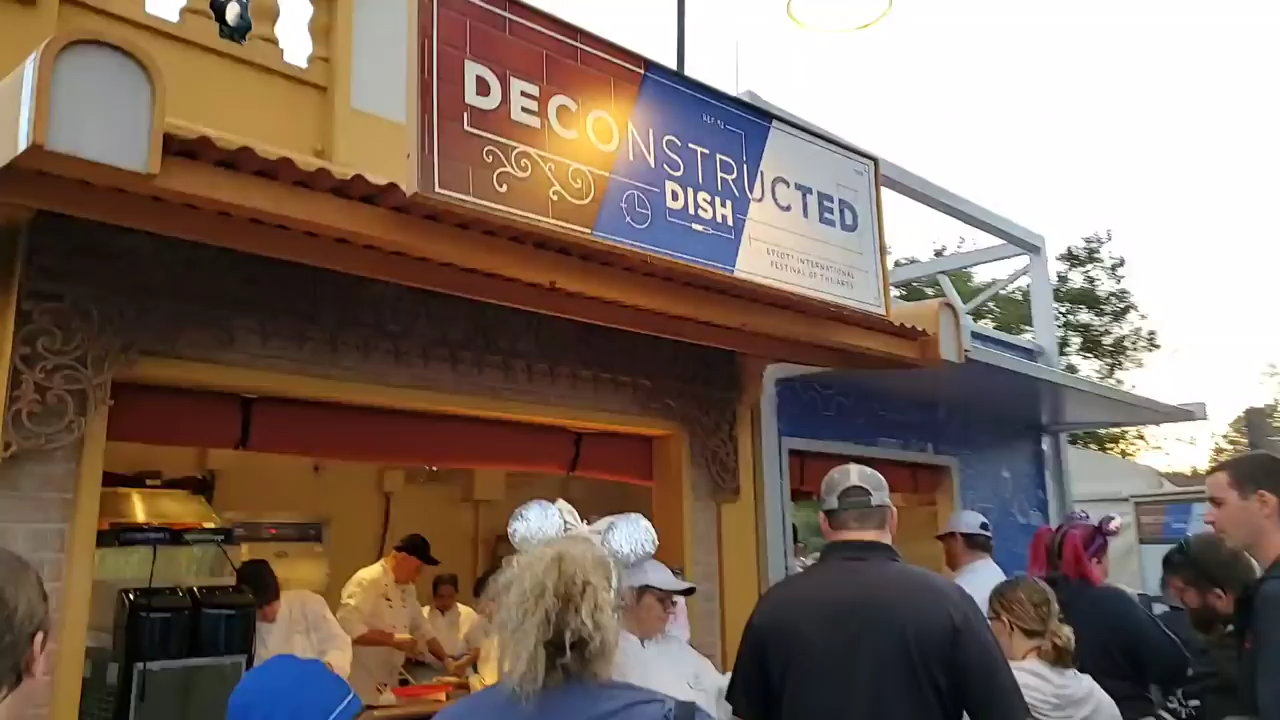 DECONSTRUCTED
DISH
EPCOT® INTERNATIONAL
FESTIVAL OF THE ARTS